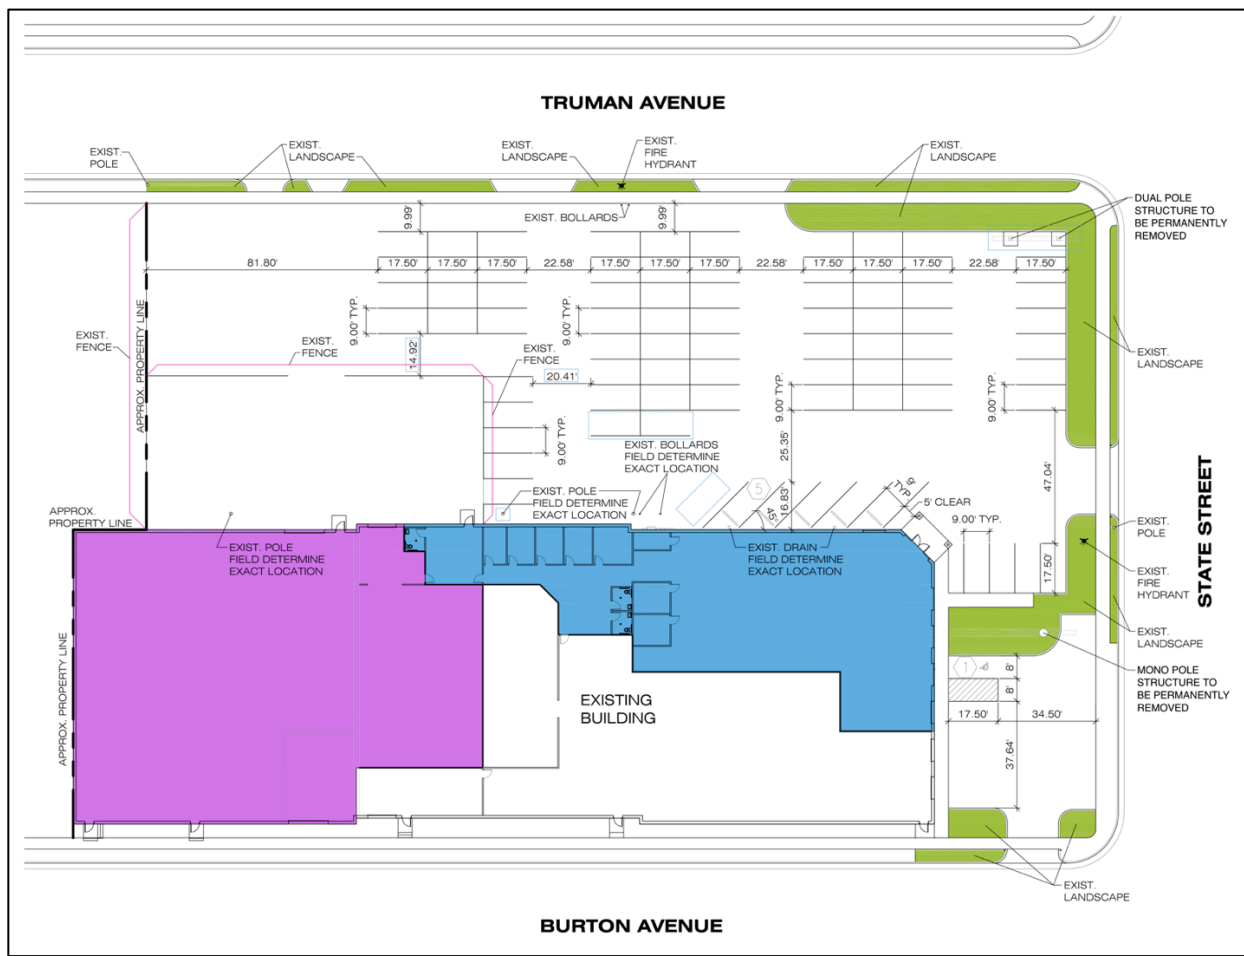 TRUMAN AVENUE
EXIST.
POLE
EXIST.
LANDSCAPE
EXIST.
LANDSCAPE
EXIST.
FIRE
HYDRANT
EXIST.
LANDSCAPE
DUAL POLE
STRUCTURE TO
BE PERMANENTLY
REMOVED
9.99'
EXIST. BOLLARDS
9.99'
81.80'
17.50'
17.50'
17.50'
22.58'
17.50'
17.50'
17.50'
22.58'
17.50'
17.50'
17.50'
22.58'
17.50'
9.00' TYP.
9.00' TYP.
EXIST.
FENCE
APPROX. PROPERTY LINE
EXIST.
FENCE
14.92'
EXIST.
FENCE
20.41'
EXIST.
LANDSCAPE
9.00' TYP.
9.00' TYP.
9.00' TYP.
25.35'
47.04'
EXIST. BOLLARDS
FIELD DETERMINE
EXACT LOCATION
EXIST. POLE
FIELD DETERMINE
EXACT LOCATION
5
16.83'
45°
9'
TYP.
5' CLEAR
9.00' TYP.
17.50'
APPROX.
PROPERTY LINE
EXIST. POLE
FIELD DETERMINE
EXACT LOCATION
EXIST. DRAIN
FIELD DETERMINE
EXACT LOCATION
EXIST.
POLE
EXIST.
FIRE
HYDRANT
EXIST.
LANDSCAPE
STATE STREET
APPROX. PROPERTY LINE
EXISTING
BUILDING
1
8'
8'
17.50'
34.50'
37.64'
MONO POLE
STRUCTURE TO
BE PERMANENTLY
REMOVED
EXIST.
LANDSCAPE
BURTON AVENUE